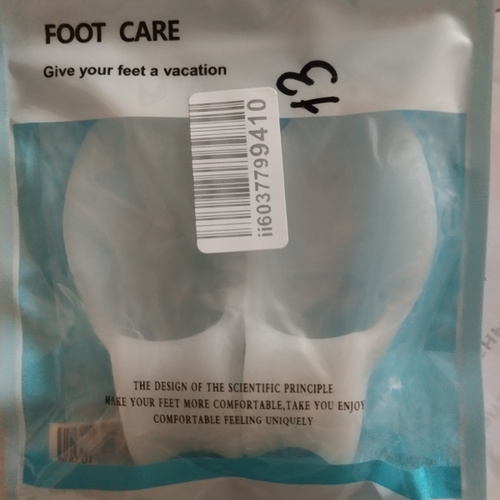 FOOT CARE
Give your feet a vacation
13
ii6037799410
THE DESIGN OF THE SCIENTIFIC PRINCIPLE
MAKE YOUR FEET MORE COMFORTABLE,TAKE YOU ENJOY
COMFORTABLE FEELING UNIQUELY